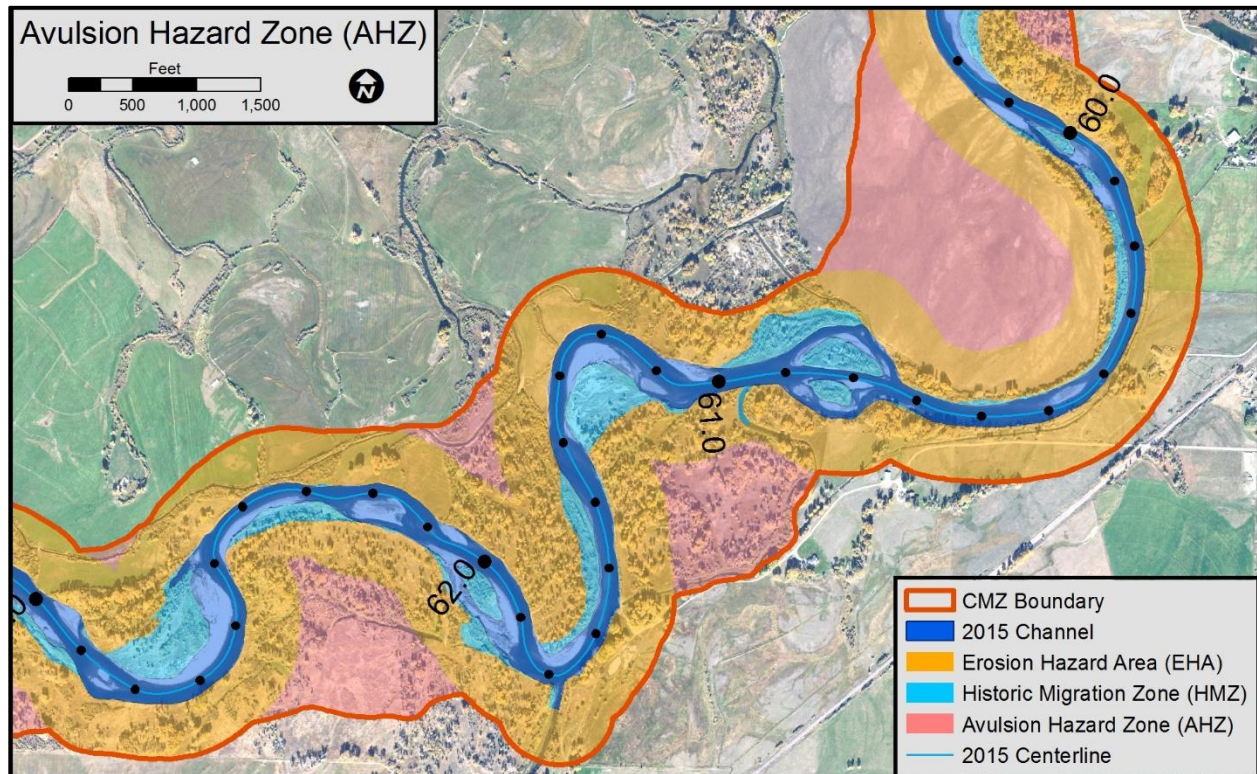 Avulsion Hazard Zone (AHZ)
Feet
0 500 1,000 1,500
N
60.0
61.0
62.0
CMZ Boundary
2015 Channel
Erosion Hazard Area (EHA)
Historic Migration Zone (HMZ)
Avulsion Hazard Zone (AHZ)
2015 Centerline